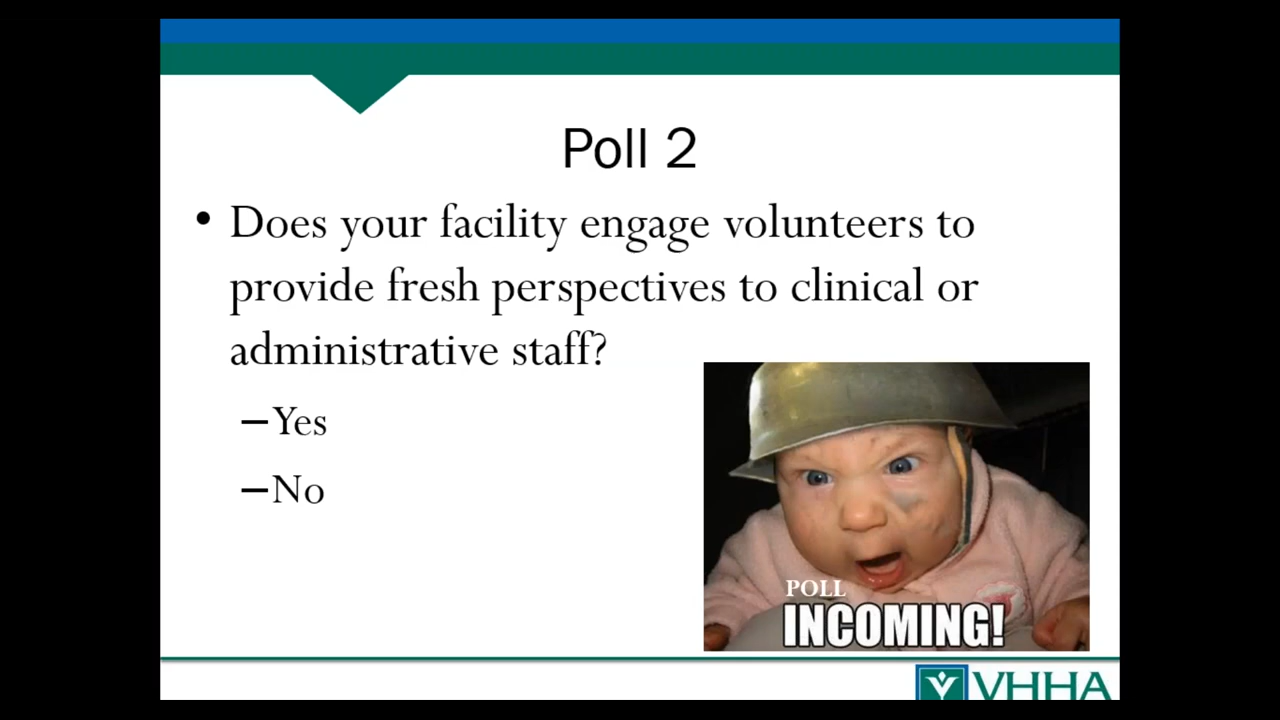 Poll 2
• Does your facility engage volunteers to
provide fresh perspectives to clinical or
administrative staff?
–Yes
–No
POLL
INCOMING!
VHHA